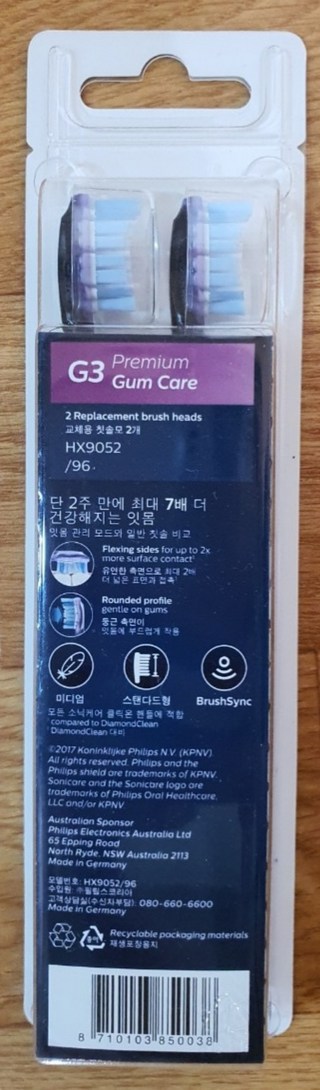 G3 Premium
Gum Care
2 Replacement brush heads
교체용 칫솔모 2개
HX9052
/96
단 2주 만에 최대 7배 더
건강해지는 잇몸
잇몸 관리 모드와 일반 칫솔 비교
Flexing sides for up to 2x
more surface contact
유연한 측면으로 최대 2배
더 넓은 표면과 접촉
Rounded profile
gentle on gums
둥근 측면이
잇몸에 부드럽게 작용
미디엄 스탠다드형 BrushSync
모든 소닉케어 클릭온 핸들에 적합
compared to DiamondClean
DiamondClean 대비
©2017 Koninklijke Philips N.V. (KPNV).
All rights reserved. Philips and the
Philips shield are trademarks of KPNV.
Sonicare and the Sonicare logo are
trademarks of Philips Oral Healthcare,
LLC and/or KPNV
Australian Sponsor
Philips Electronics Australia Ltd
65 Epping Road
North Ryde, NSW Australia 2113
Made in Germany
모델번호: HX9052/96
수입원: ㈜필립스코리아
고객상담실(수신자부담): 080-660-6600
Made in Germany
Recyclable packaging materials
재생포장용지
8 710103 850038